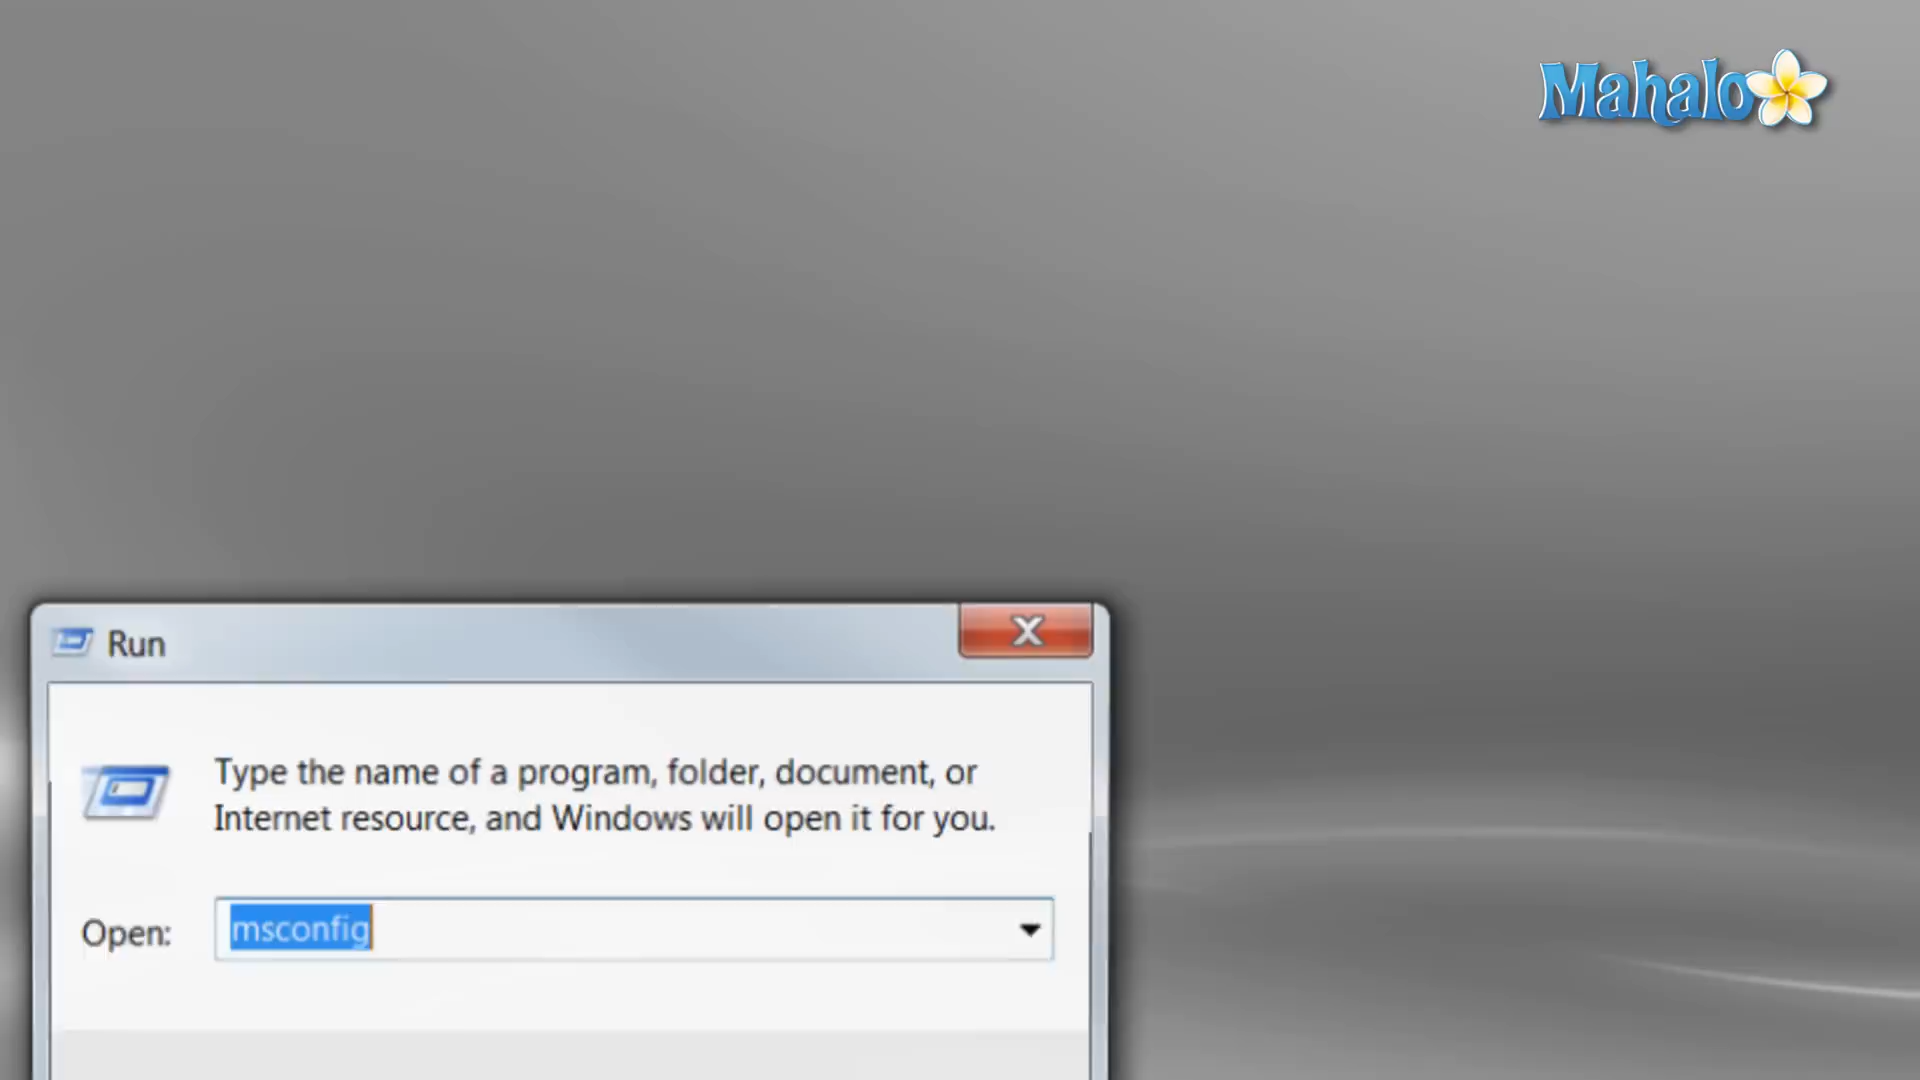 Mahalo
Run
Type the name of a program, folder, document, or
Internet resource, and Windows will open it for you.
Open: msconfig